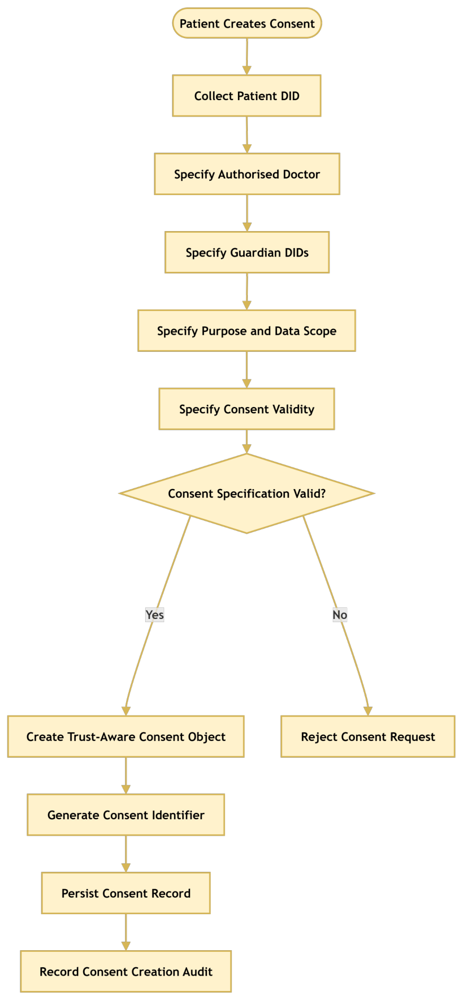 Patient Creates Consent
Collect Patient DID
Specify Authorised Doctor
Specify Guardian DIDs
Specify Purpose and Data Scope
Specify Consent Validity
Consent Specification Valid?
Yes
No
Create Trust-Aware Consent Object
Reject Consent Request
Generate Consent Identifier
Persist Consent Record
Record Consent Creation Audit